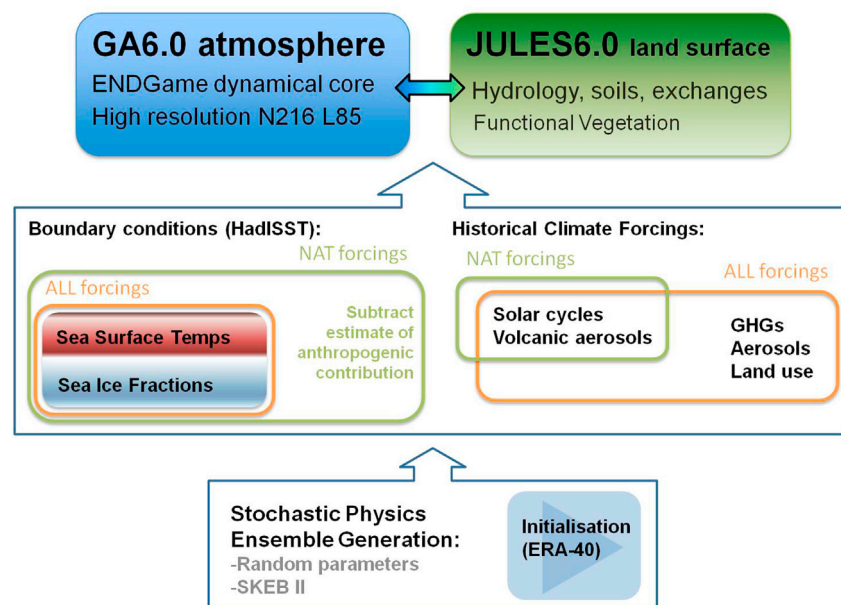 GA6.0 atmosphere
ENDGame dynamical core
High resolution N216 L85
JULES6.0 land surface
Hydrology, soils, exchanges
Functional Vegetation
Boundary conditions (HadISST):
NAT forcings
ALL forcings
Sea Surface Temps
Sea Ice Fractions
Subtract
estimate of
anthropogenic
contribution
Historical Climate Forcings:
NAT forcings
ALL forcings
Solar cycles
Volcanic aerosols
GHGs
Aerosols
Land use
Stochastic Physics
Ensemble Generation:
-Random parameters
-SKEB II
Initialisation
(ERA-40)